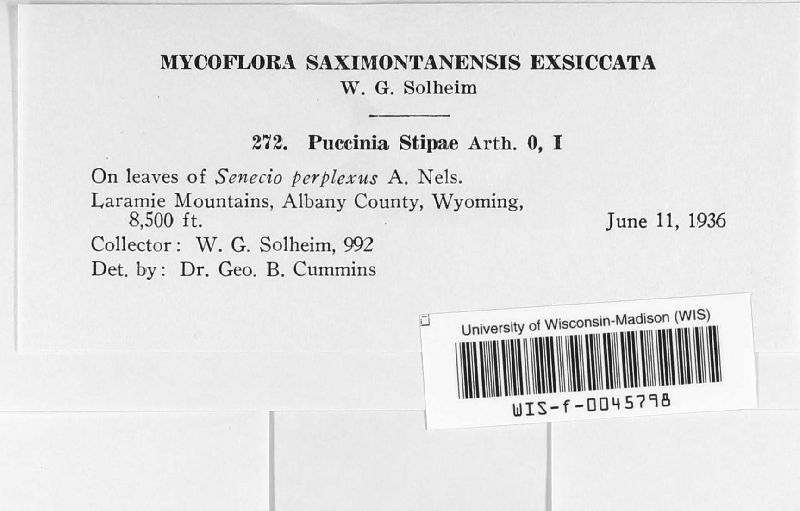 MYCOFLORA SAXIMONTANENSIS EXSICCATA
W. G. Solheim
272. Puccinia Stipae Arth. 0, I
On leaves of Senecio perplexus A. Nels.
Laramie Mountains, Albany County, Wyoming,
8,500 ft. June 11, 1936
Collector: W. G. Solheim, 992
Det. by: Dr. Geo. B. Cummins
University of Wisconsin-Madison (WIS)
WIS-f-0045798